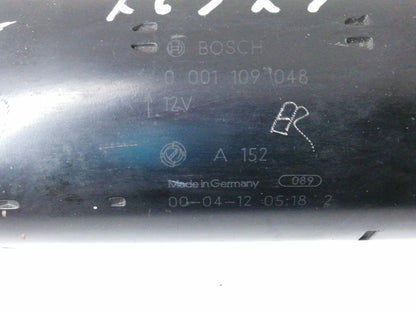 BOSCH
0 001 109 048
12V
A 152
Made in Germany 089
00-04-12 05:18 2